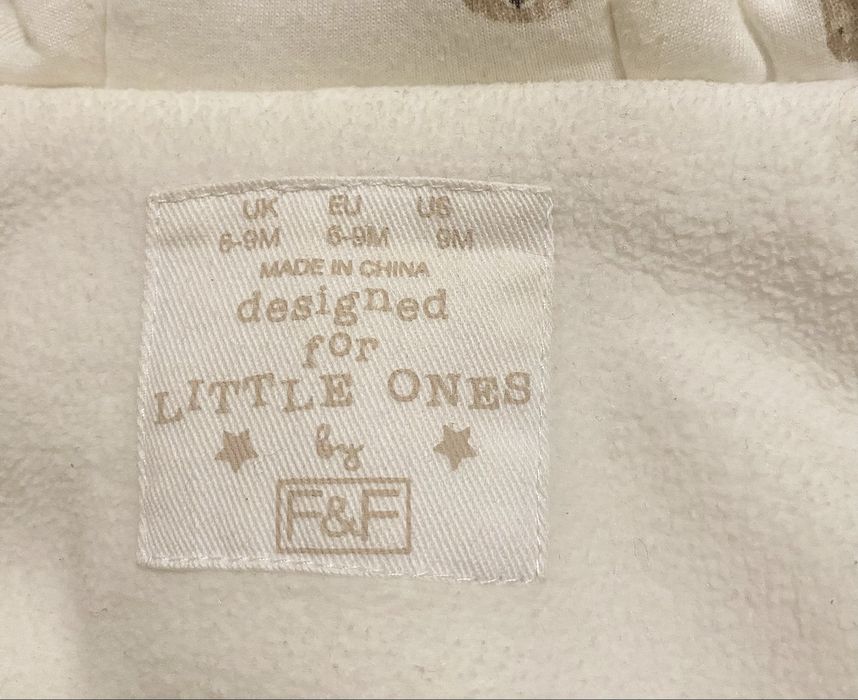 UK EU US
6-9M 6-9M 9M
MADE IN CHINA
designed
for
LITTLE ONES
by
F&F